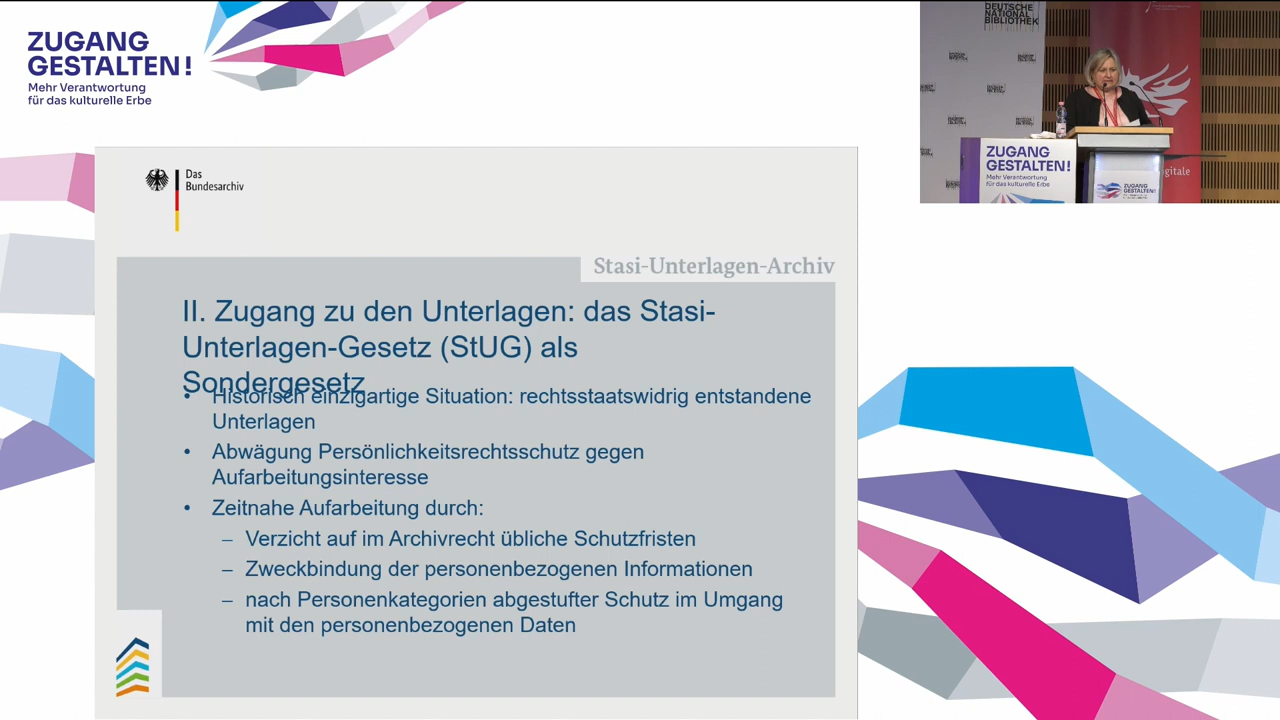 ZUGANG
GESTALTEN!
Mehr Verantwortung
für das kulturelle Erbe
DEUTSCHE
NATIONAL
BIBLIOTHEK
ZUGANG
GESTALTEN!
Mehr Verantwortung
für das kulturelle Erbe
ZUGANG
GESTALTEN!
igitale
Das
Bundesarchiv
Stasi-Unterlagen-Archiv
II. Zugang zu den Unterlagen: das Stasi-
Unterlagen-Gesetz (StUG) als
Sondergesetz
• Historisch einzigartige Situation: rechtsstaatswidrig entstandene
Unterlagen
• Abwägung Persönlichkeitsrechtsschutz gegen
Aufarbeitungsinteresse
• Zeitnahe Aufarbeitung durch:
– Verzicht auf im Archivrecht übliche Schutzfristen
– Zweckbindung der personenbezogenen Informationen
– nach Personenkategorien abgestufter Schutz im Umgang
mit den personenbezogenen Daten